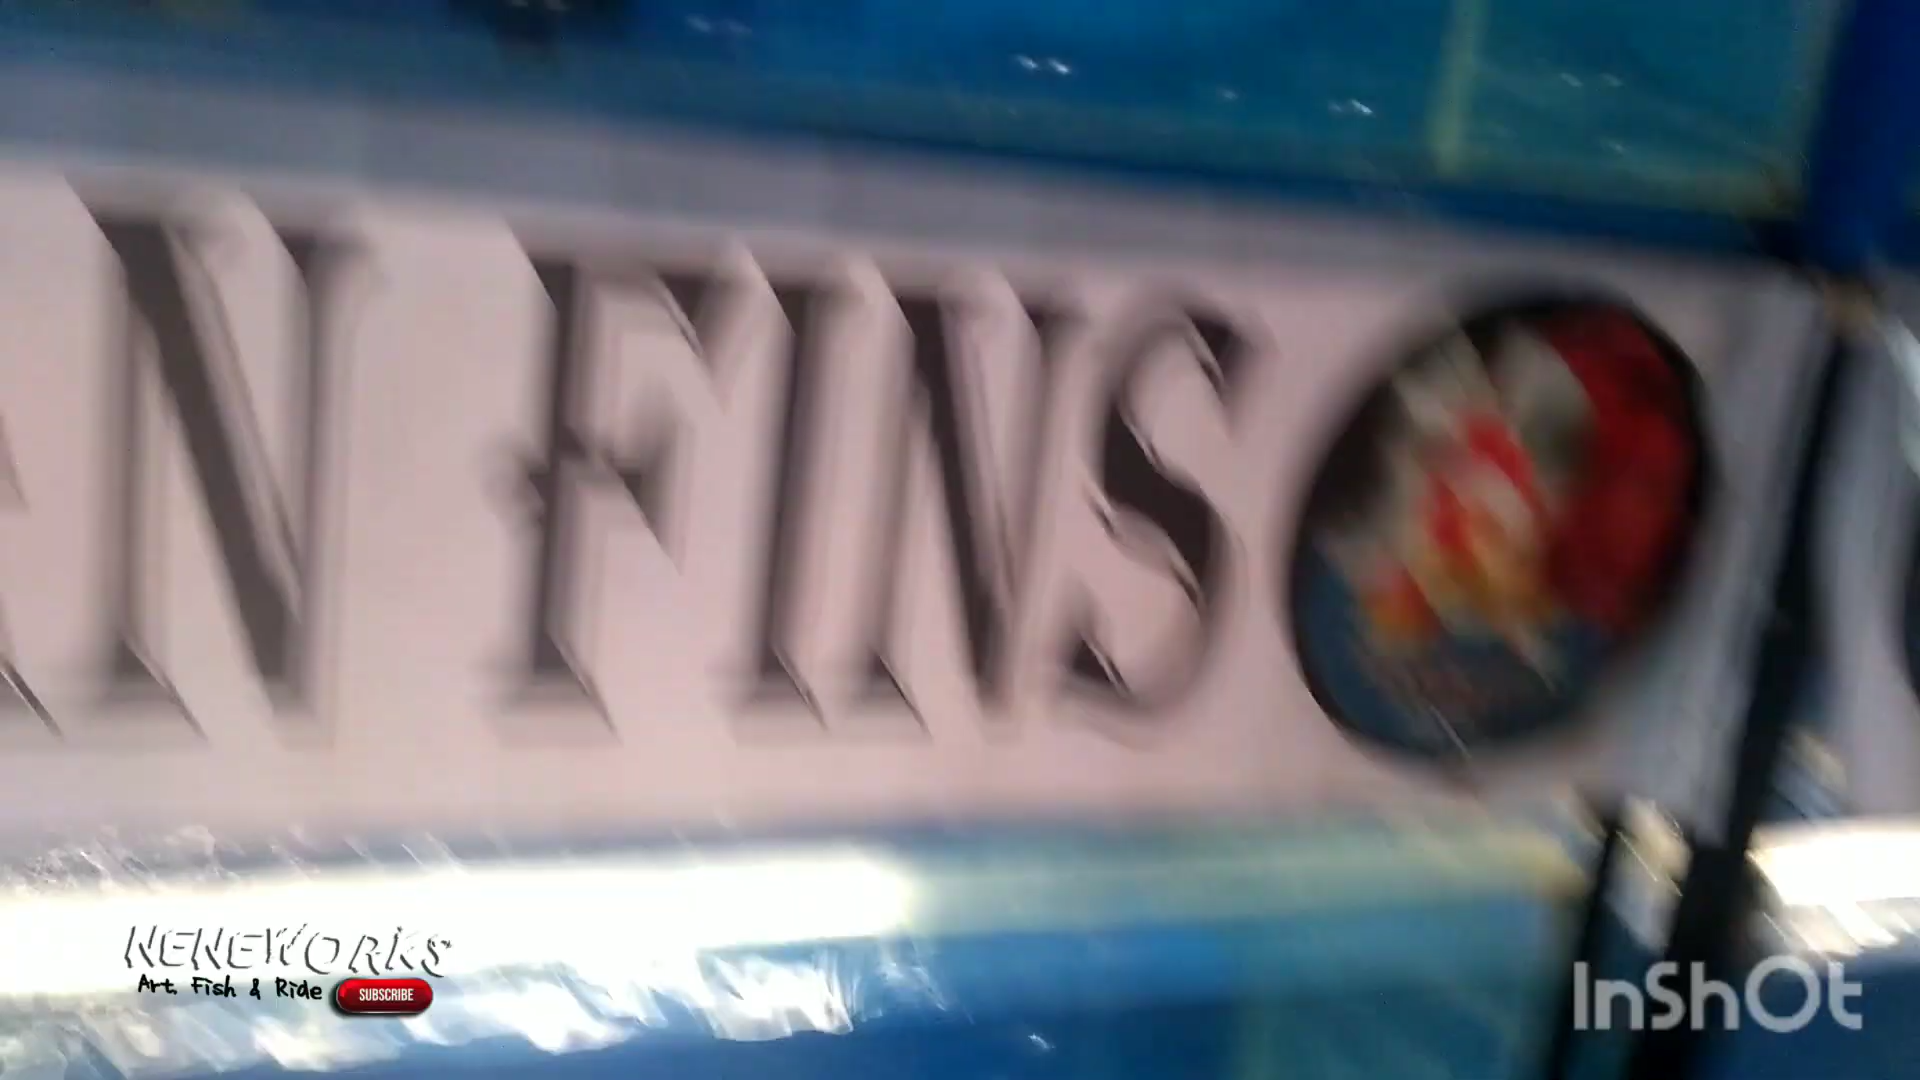 N FINS
NENEWORKS
Art, Fish & Ride
SUBSCRIBE
InShOt